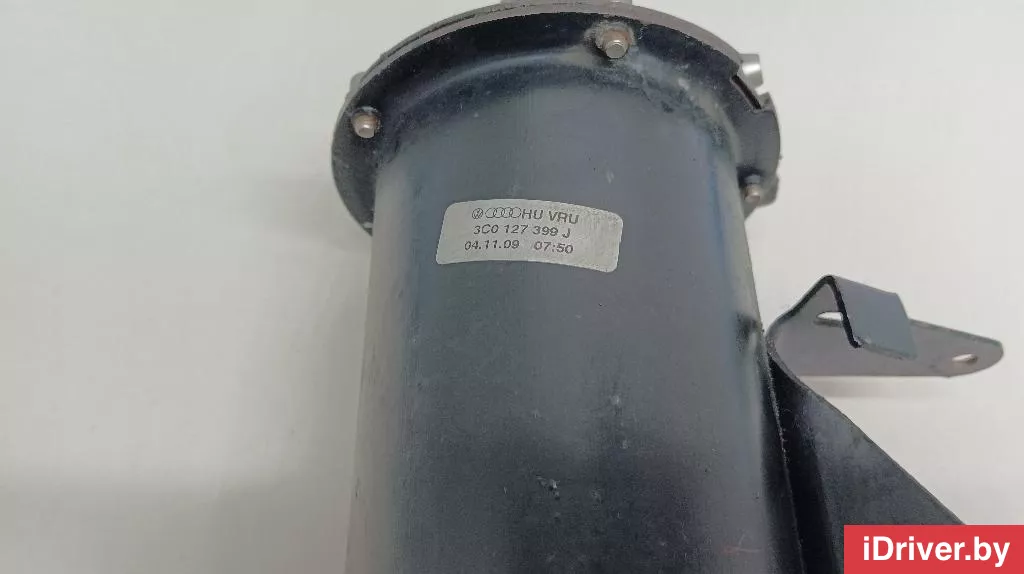 HU VRU
3C0 127 399 J
04.11.09 07:50
iDriver.by